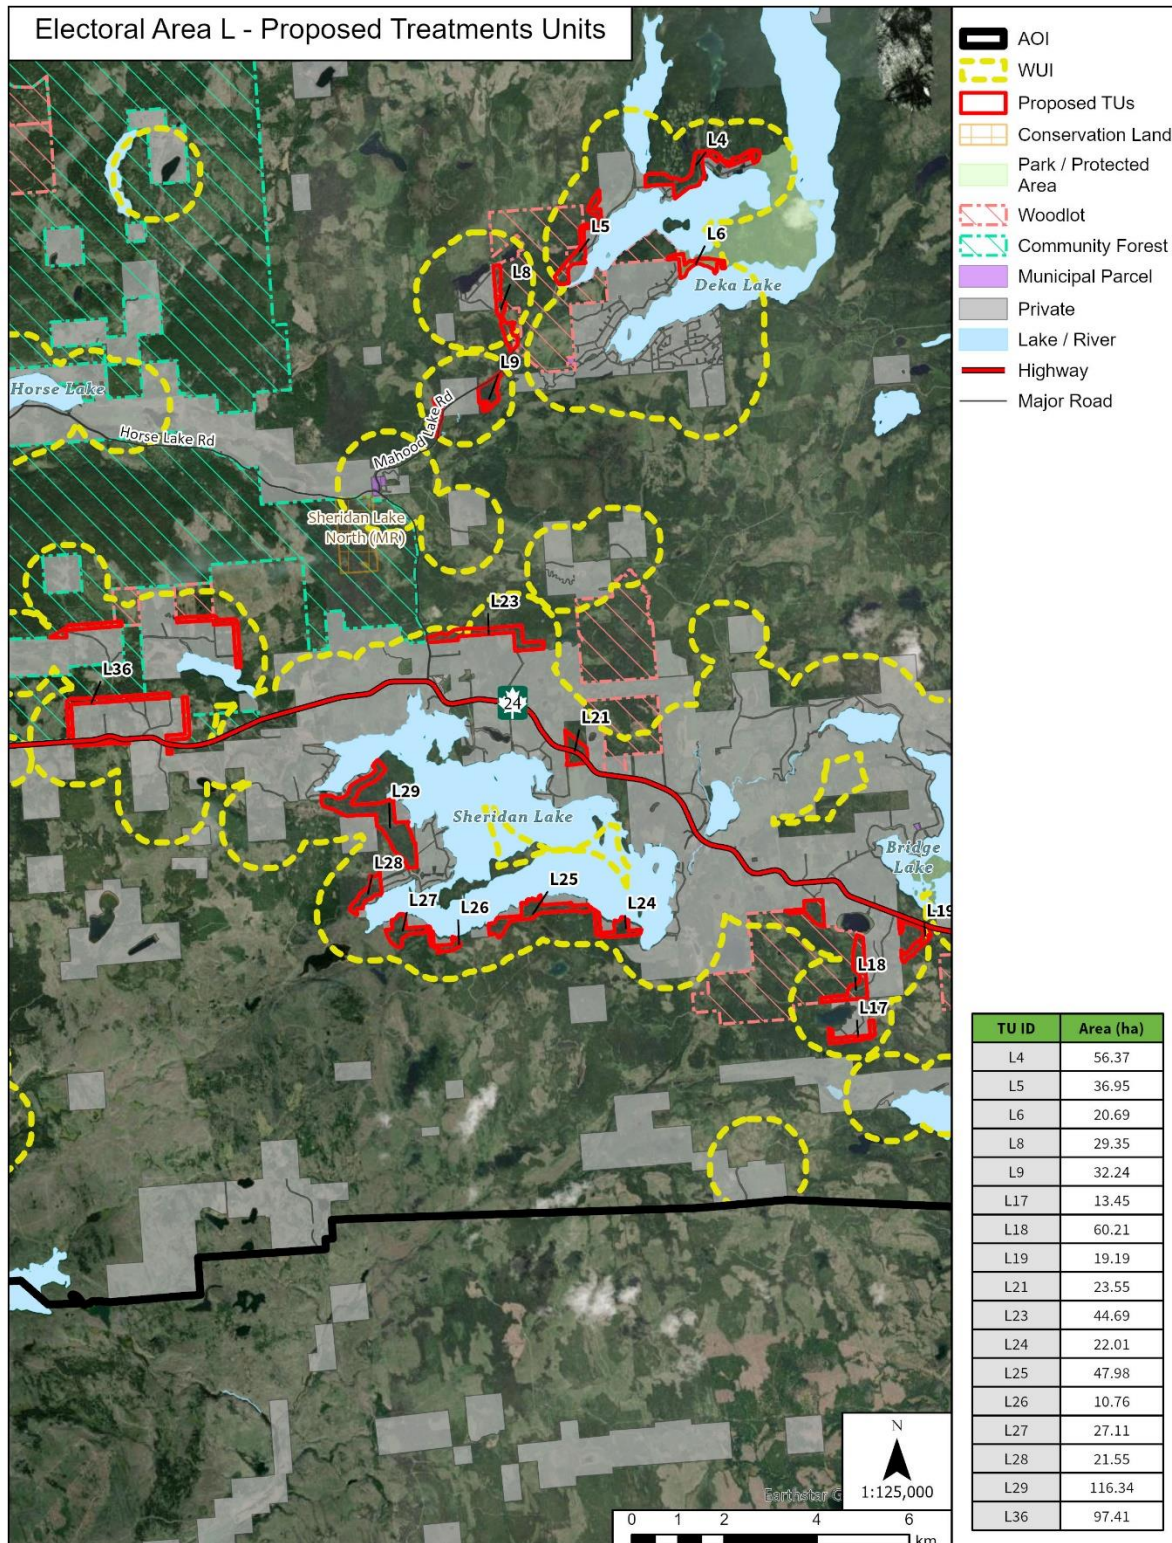 Electoral Area L - Proposed Treatments Units
AOI
WUI
Proposed TUs
Conservation Land
Park / Protected
Area
Woodlot
Community Forest
Municipal Parcel
Private
Lake / River
Highway
Major Road
L4
L5
L6
Deka Lake
L8
L9
Horse Lake
Horse Lake Rd
Mahood Lake Rd
Sheridan Lake
North (MR)
L23
L36
24
L21
L29
Sheridan Lake
Bridge
Lake
L28
L25
L27
L26
L24
L19
L18
L17
TU ID Area (ha)
L4 56.37
L5 36.95
L6 20.69
L8 29.35
L9 32.24
L17 13.45
L18 60.21
L19 19.19
L21 23.55
L23 44.69
L24 22.01
L25 47.98
L26 10.76
L27 27.11
L28 21.55
L29 116.34
L36 97.41
N
1:125,000
Earthstar G
0 1 2 4 6
km